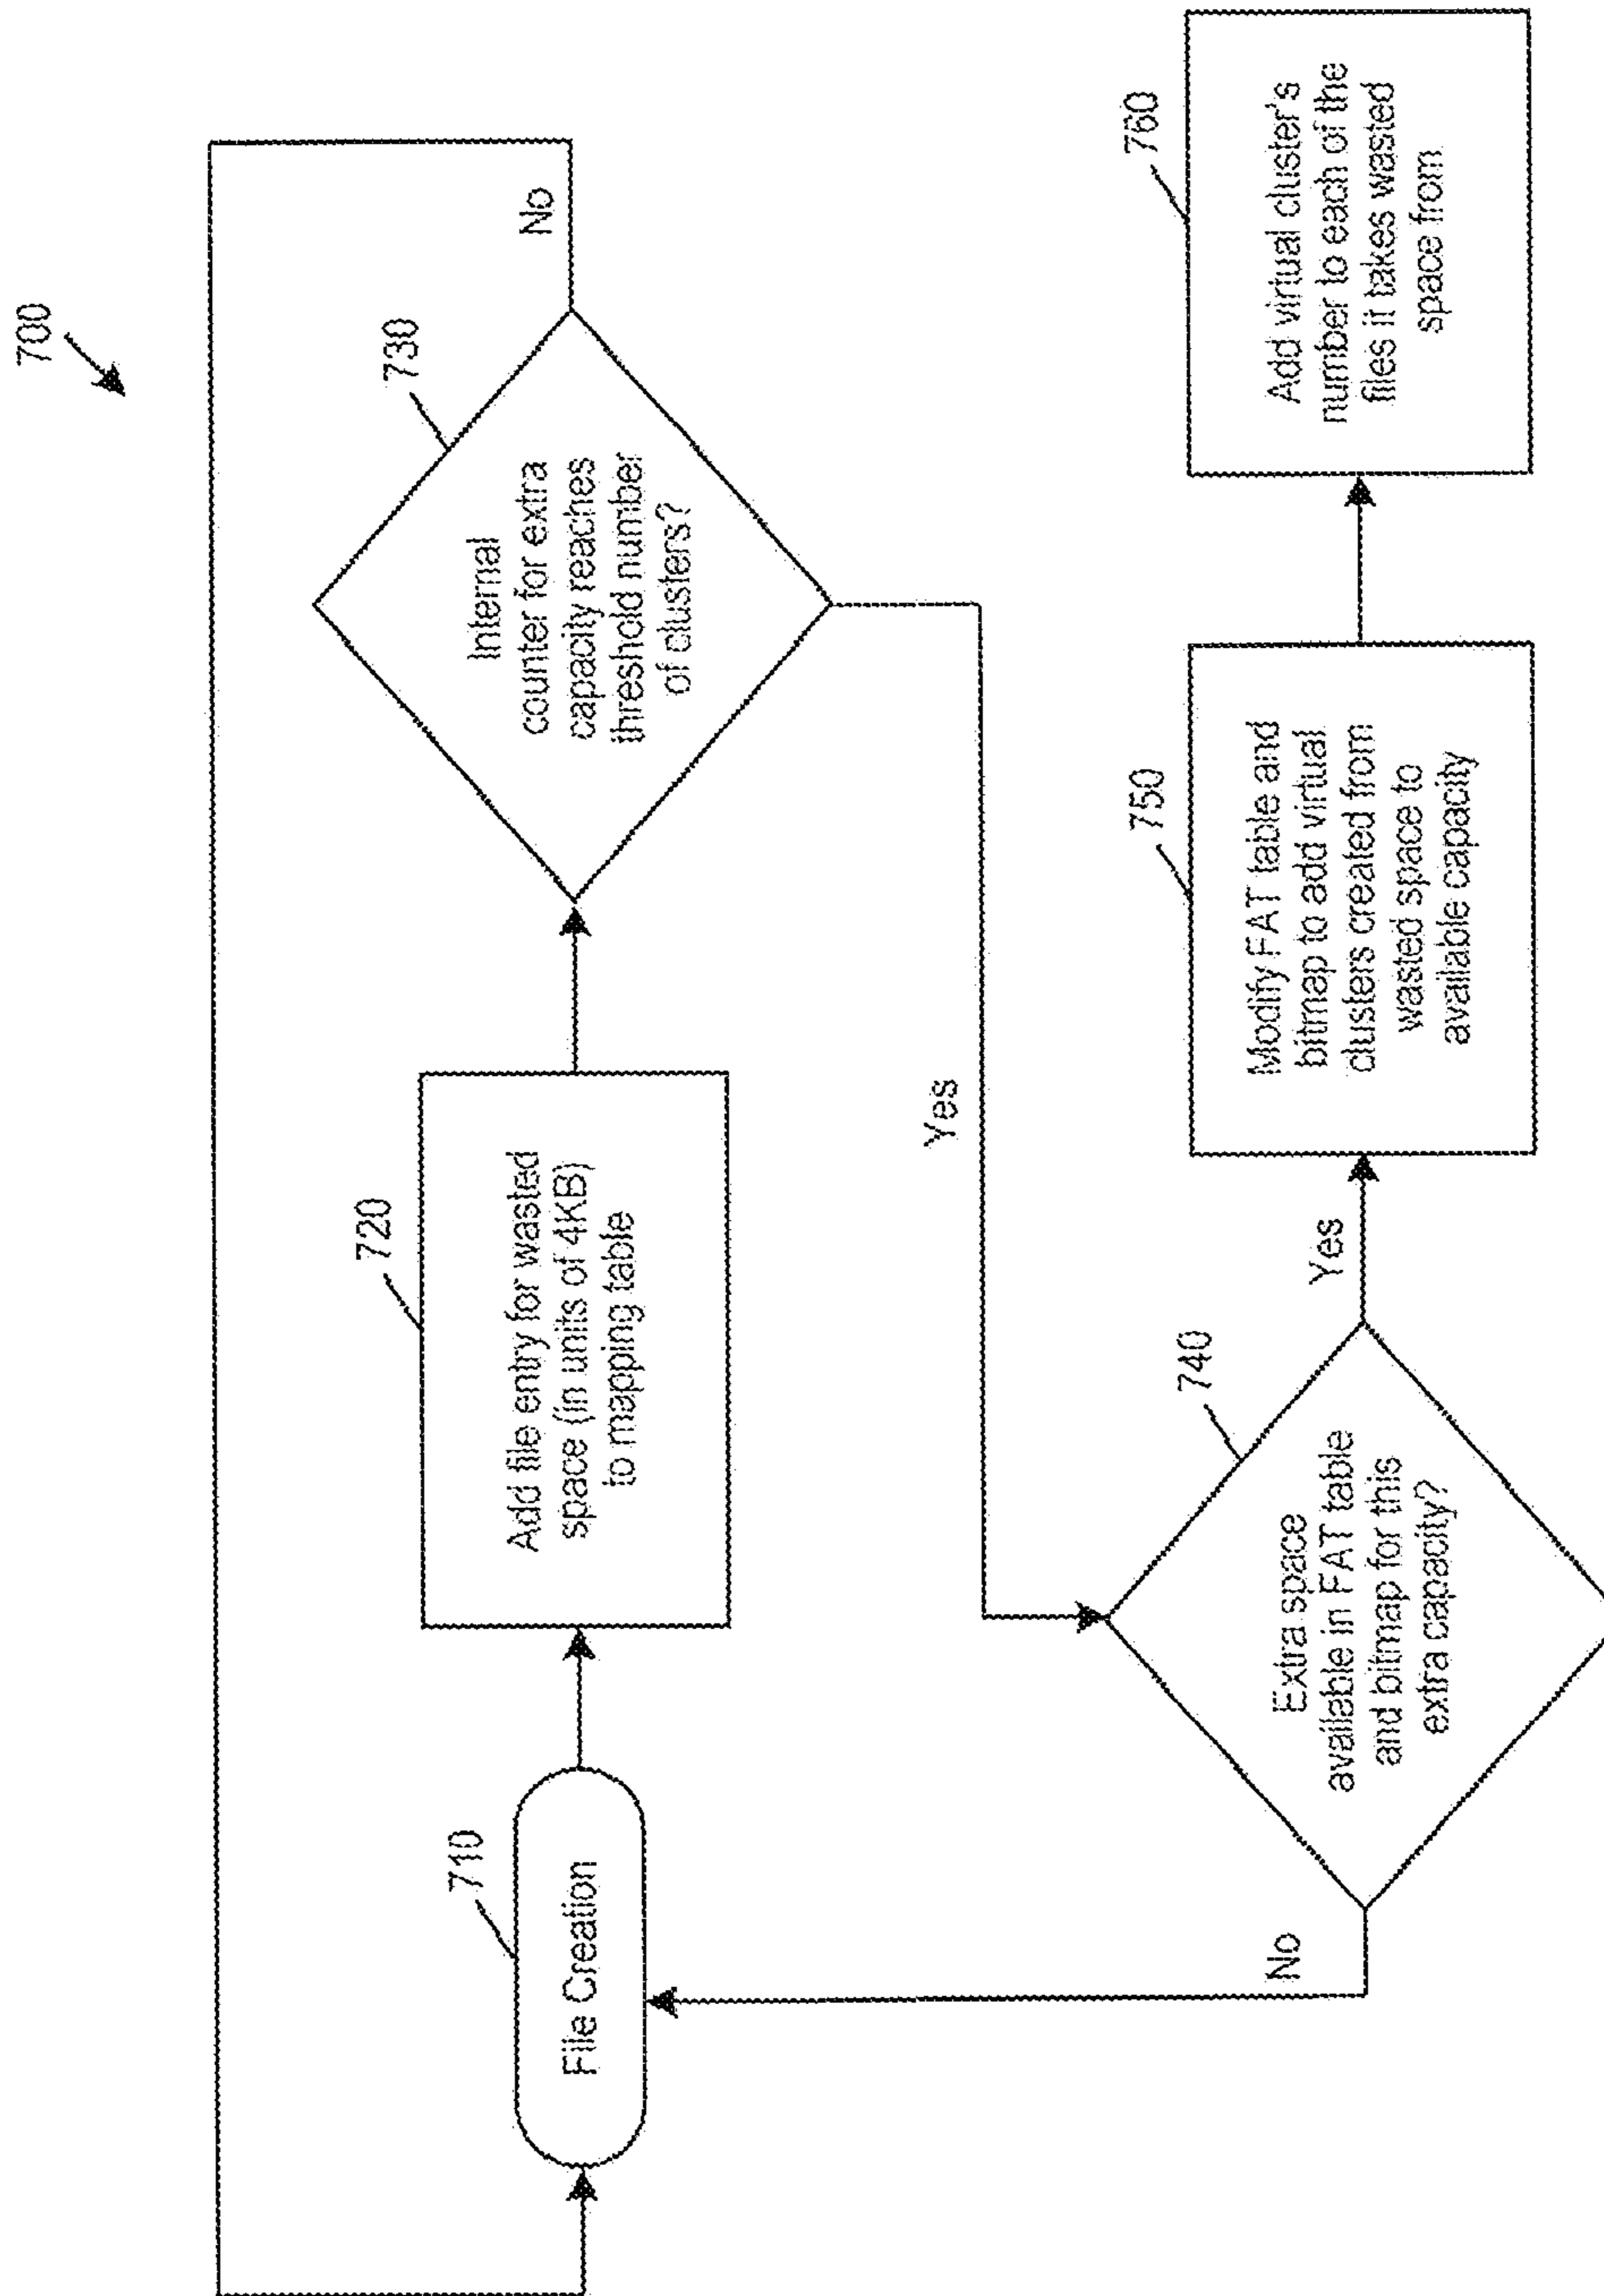 700
710
File Creation
720
Add file entry for wasted
space (in units of 4KB)
to mapping table
730
Internal
counter for extra
capacity reaches
threshold number
of clusters?
No
Yes
740
Extra space
available in FAT table
and bitmap for this
extra capacity?
No
Yes
750
Modify FAT table and
bitmap to add virtual
clusters created from
wasted space to
available capacity
760
Add virtual cluster's
number to each of the
files it takes wasted
space from